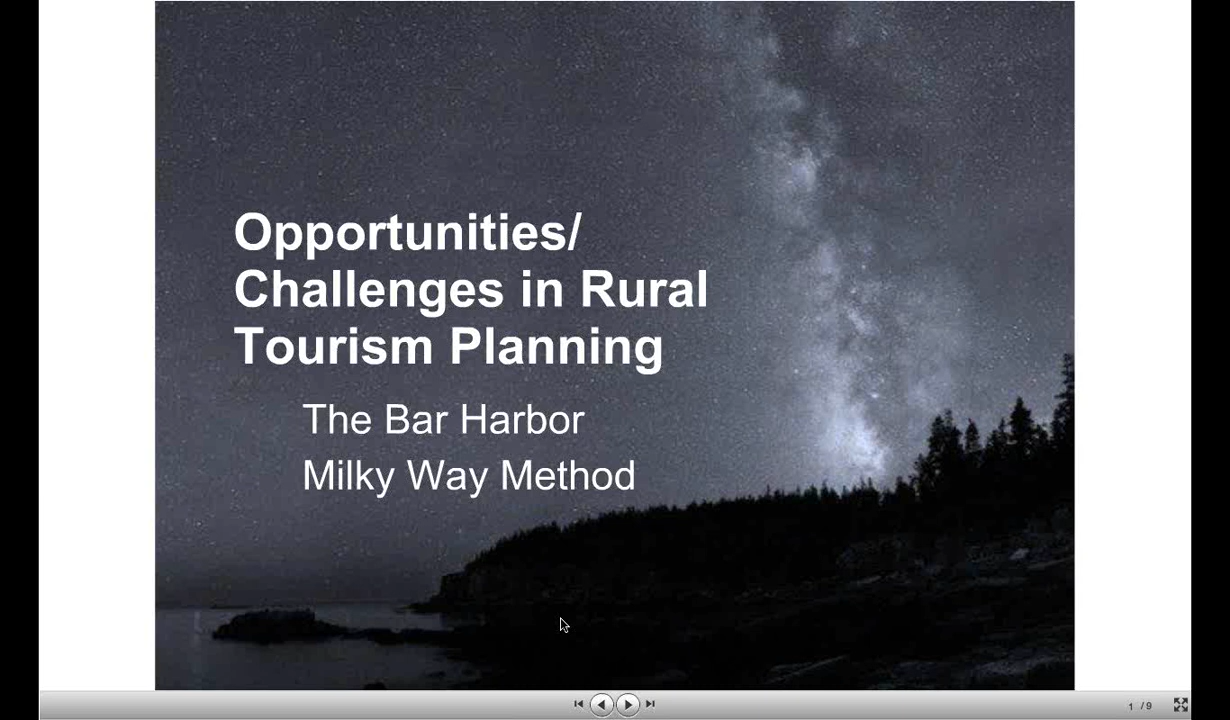 Opportunities/
Challenges in Rural
Tourism Planning
The Bar Harbor
Milky Way Method
1 / 9